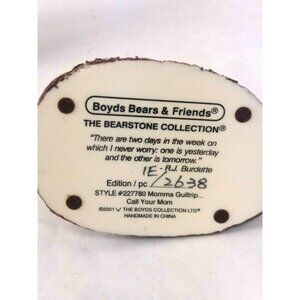 Boyds Bears & Friends®
THE BEARSTONE COLLECTION®
"There are two days in the week on
which I never worry: one is yesterday
and the other is tomorrow."
-R.J. Burdette
1E
Edition / pc /2638
STYLE #227780 Momma Guiltrip...
Call Your Mom
©2001 THE BOYDS COLLECTION LTD®
HANDMADE IN CHINA